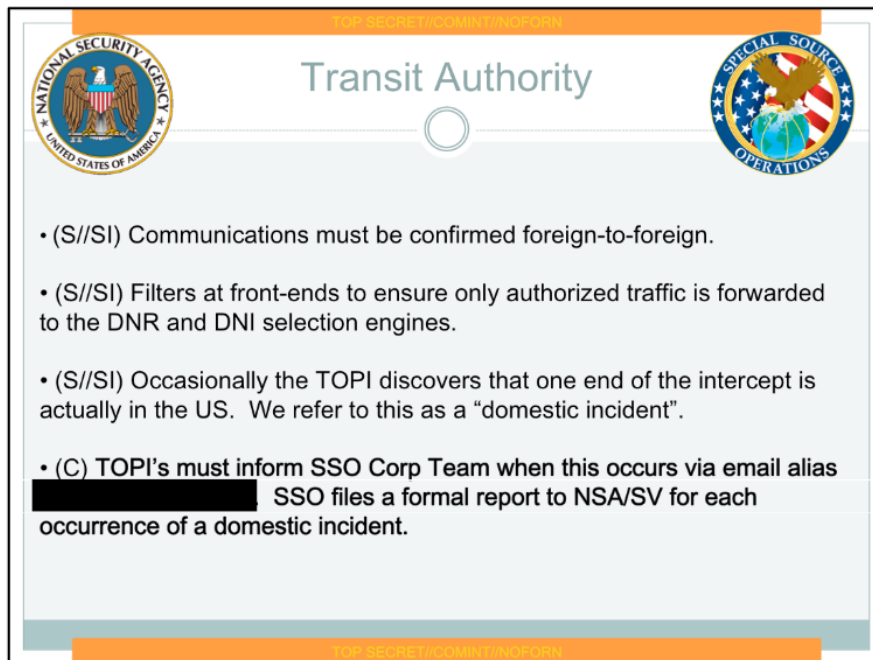 TOP SECRET//COMINT//NOFORN
NATIONAL SECURITY AGENCY
UNITED STATES OF AMERICA
Transit Authority
SPECIAL SOURCE
OPERATIONS
• (S//SI) Communications must be confirmed foreign-to-foreign.
• (S//SI) Filters at front-ends to ensure only authorized traffic is forwarded
to the DNR and DNI selection engines.
• (S//SI) Occasionally the TOPI discovers that one end of the intercept is
actually in the US.  We refer to this as a “domestic incident”.
• (C) TOPI’s must inform SSO Corp Team when this occurs via email alias
.  SSO files a formal report to NSA/SV for each
occurrence of a domestic incident.
TOP SECRET//COMINT//NOFORN